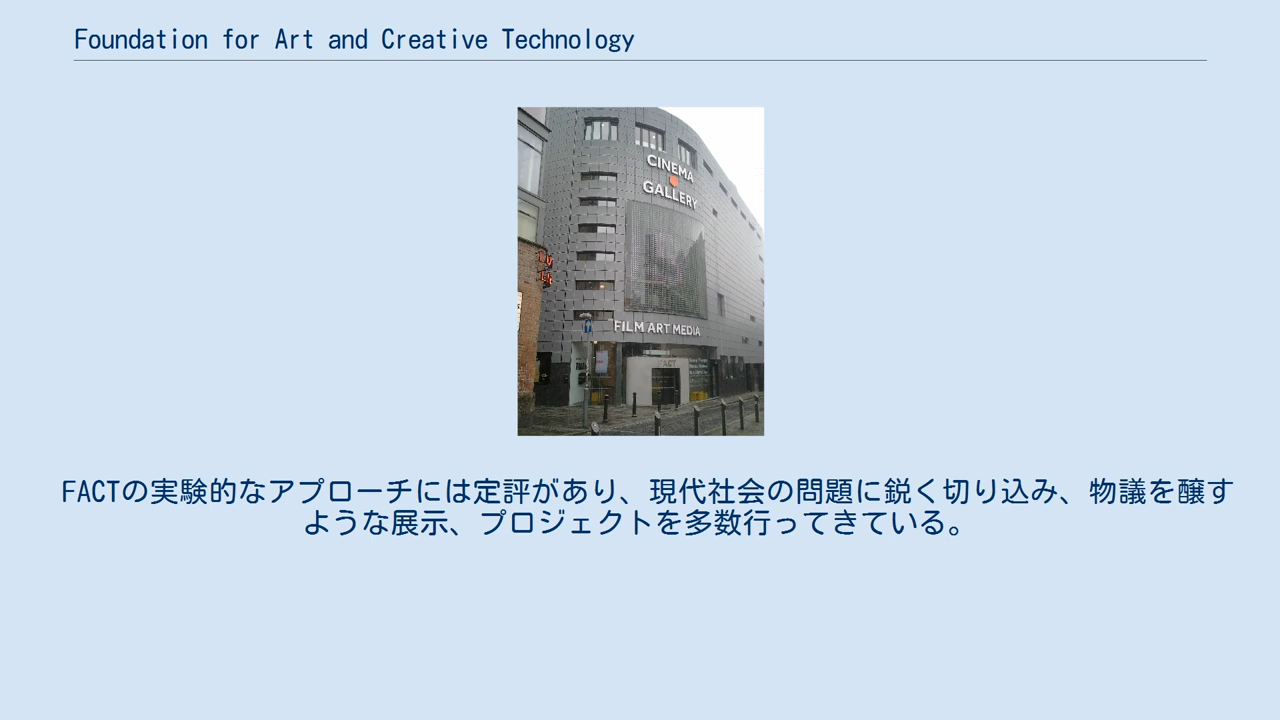 Foundation for Art and Creative Technology
CINEMA
GALLERY
FILM ART MEDIA
FACT
FACTの実験的なアプローチには定評があり、現代社会の問題に鋭く切り込み、物議を醸す
ような展示、プロジェクトを多数行ってきている。